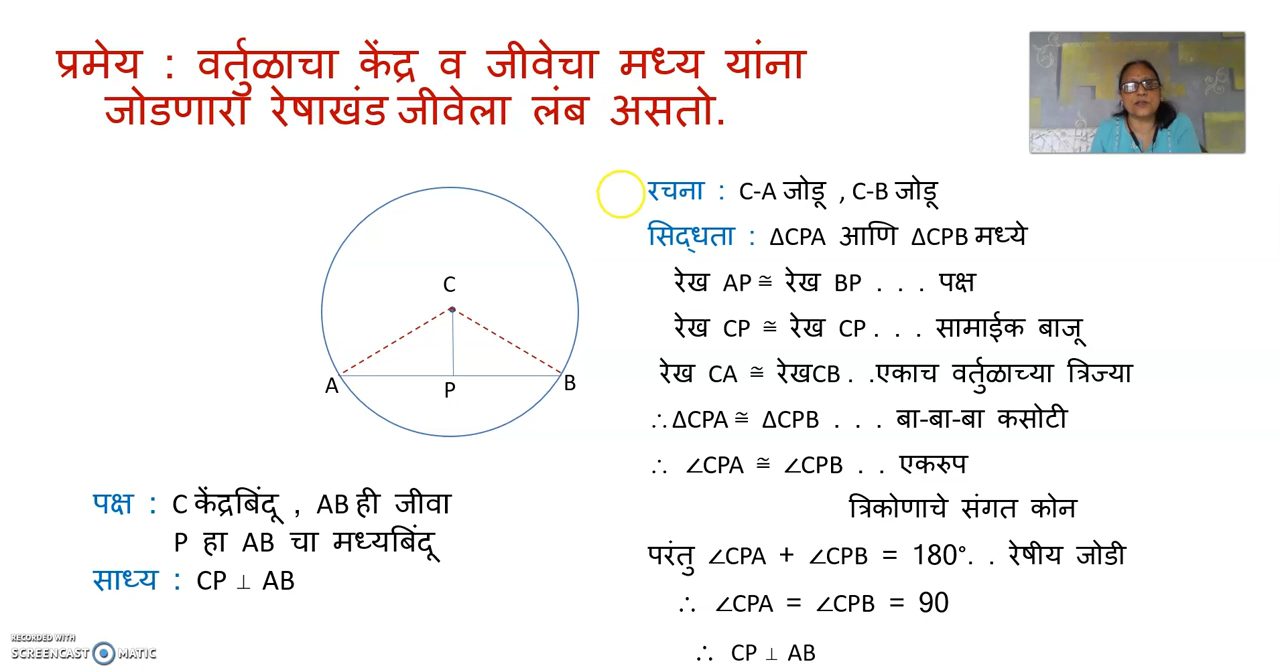 प्रमेय : वर्तुळाचा केंद्र व जीवेचा मध्य यांना
जोडणारा रेषाखंड जीवेला लंब असतो.
C
A
P
B
पक्ष : C केंद्रबिंदू , AB ही जीवा
P हा AB चा मध्यबिंदू
साध्य : CP ⊥ AB
रचना : C-A जोडू , C-B जोडू
सिद्धता : ΔCPA आणि ΔCPB मध्ये
रेख AP ≅ रेख BP . . . पक्ष
रेख CP ≅ रेख CP . . . सामाईक बाजू
रेख CA ≅ रेखCB . .एकाच वर्तुळाच्या त्रिज्या
∴ΔCPA ≅ ΔCPB . . . बा-बा-बा कसोटी
∴ ∠CPA ≅ ∠CPB . . एकरुप
त्रिकोणाचे संगत कोन
परंतु ∠CPA + ∠CPB = 180°. . रेषीय जोडी
∴ ∠CPA = ∠CPB = 90
∴ CP ⊥ AB
RECORDED WITH
SCREENCAST MATIC